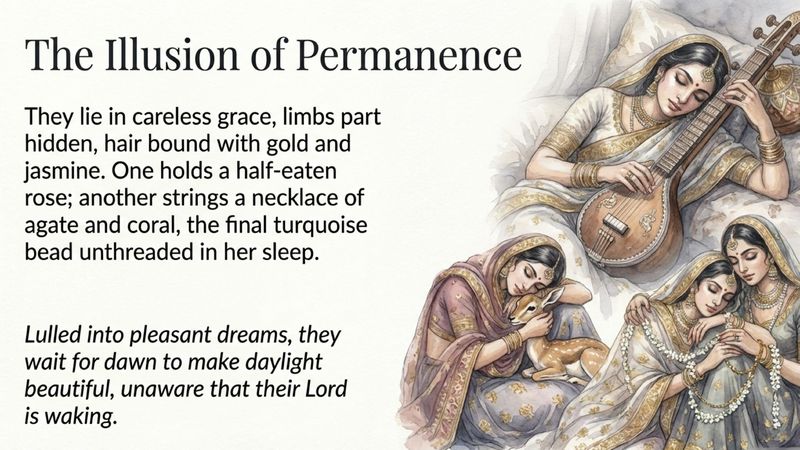 The Illusion of Permanence
They lie in careless grace, limbs part
hidden, hair bound with gold and
jasmine. One holds a half-eaten
rose; another strings a necklace of
agate and coral, the final turquoise
bead unthreaded in her sleep.
Lulled into pleasant dreams, they
wait for dawn to make daylight
beautiful, unaware that their Lord
is waking.